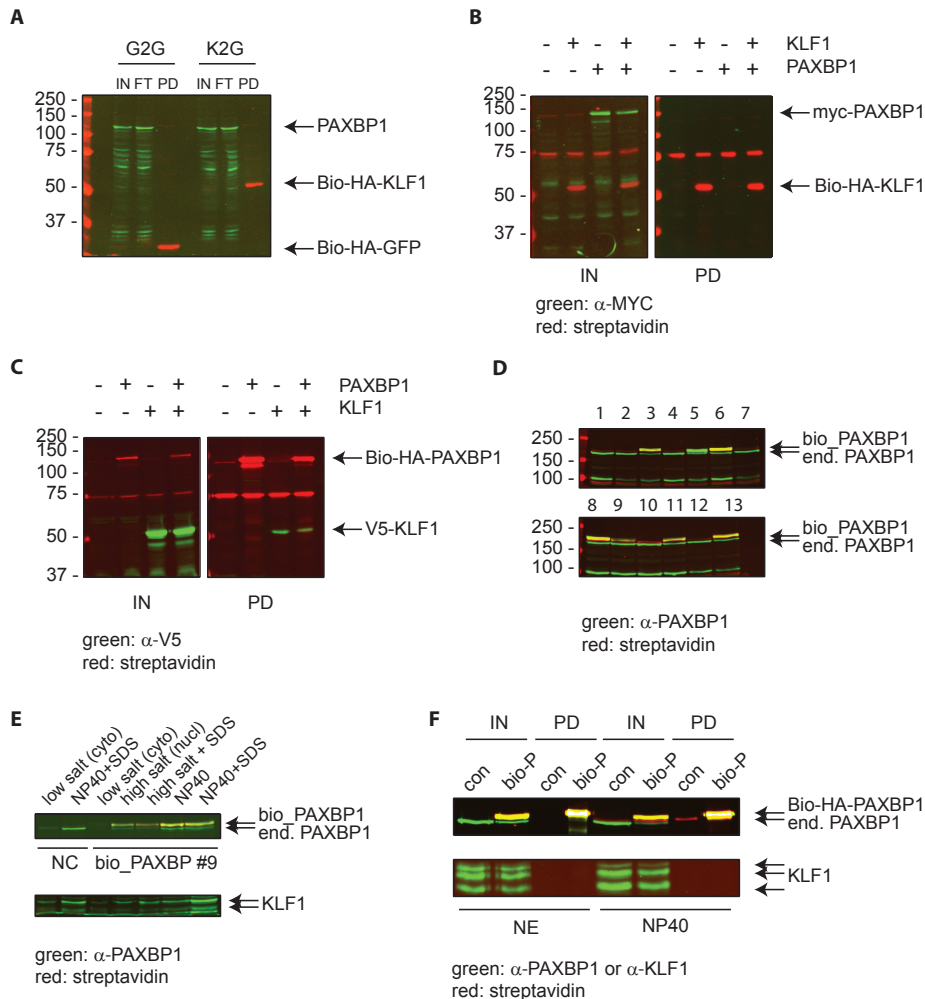 A
G2G K2G
IN FT PD IN FT PD
250 -
150 -
100 -
75 -
50 -
37 -
PAXBP1
Bio-HA-KLF1
Bio-HA-GFP
B
- + - + - + - + KLF1
- - + + - - + + PAXBP1
250 -
150 -
100 -
75 -
50 -
37 -
myc-PAXBP1
Bio-HA-KLF1
IN PD
green: α-MYC
red: streptavidin
C
- + - + - + - + PAXBP1
- - + + - - + + KLF1
250 -
150 -
100 -
75 -
50 -
37 -
Bio-HA-PAXBP1
V5-KLF1
IN PD
green: α-V5
red: streptavidin
D
1 2 3 4 5 6 7
250 -
150 -
100 -
bio_PAXBP1
end. PAXBP1
8 9 10 11 12 13
250 -
150 -
100 -
bio_PAXBP1
end. PAXBP1
green: α-PAXBP1
red: streptavidin
E
low salt (cyto)
NP40+SDS
low salt (cyto)
high salt (nucl)
high salt + SDS
NP40
NP40+SDS
bio_PAXBP1
end. PAXBP1
NC bio_PAXBP #9
KLF1
green: α-PAXBP1
red: streptavidin
F
IN PD IN PD
con bio-P con bio-P con bio-P con bio-P
Bio-HA-PAXBP1
end. PAXBP1
KLF1
NE NP40
green: α-PAXBP1 or α-KLF1
red: streptavidin